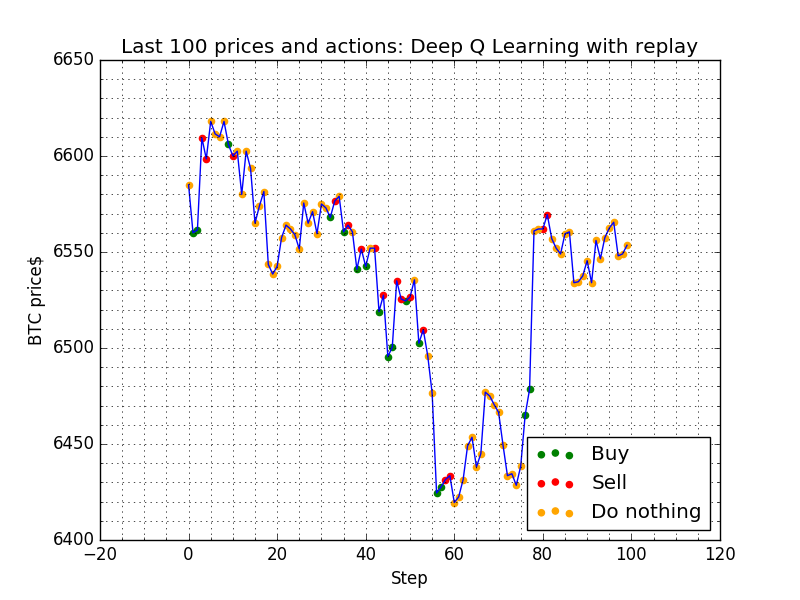 Last 100 prices and actions: Deep Q Learning with replay
6650
6600
6550
6500
6450
6400
BTC price$
Buy
Sell
Do nothing
−20 0 20 40 60 80 100 120
Step